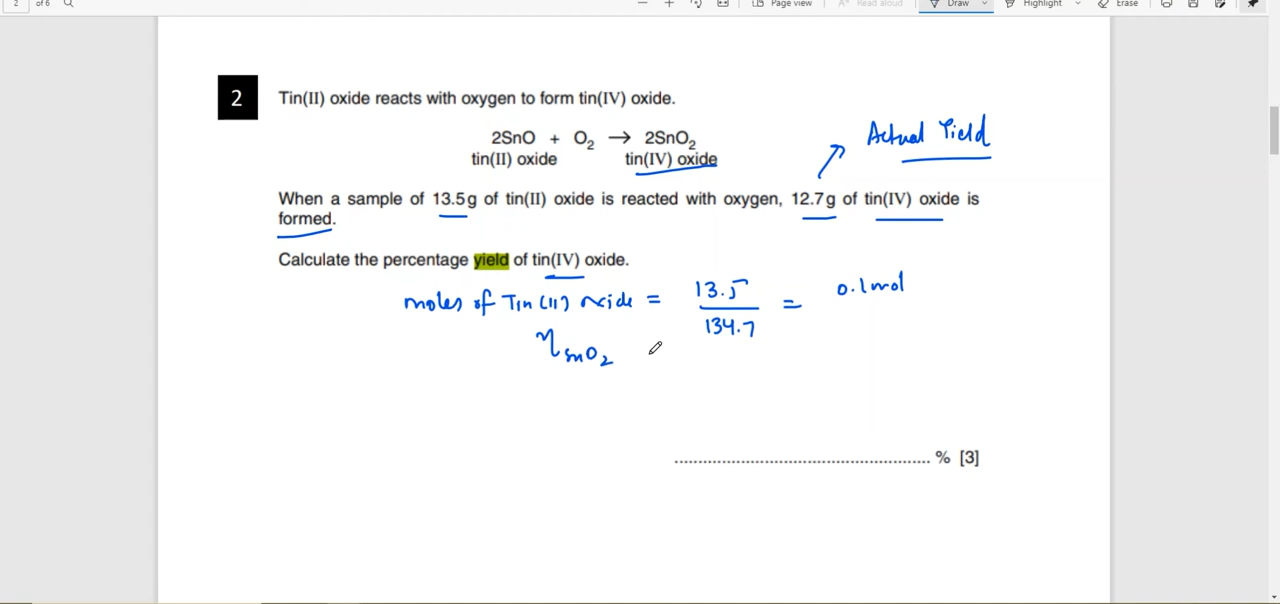 2 of 6 Page view Read aloud Draw Highlight Erase
2 Tin(II) oxide reacts with oxygen to form tin(IV) oxide.
2SnO + O₂ → 2SnO₂
tin(II) oxide tin(IV) oxide
Actual Yield
When a sample of 13.5g of tin(II) oxide is reacted with oxygen, 12.7g of tin(IV) oxide is
formed.
Calculate the percentage yield of tin(IV) oxide.
moles of Tin (II) oxide = 13.5 / 134.7 = 0.1mol
η SnO₂
% [3]